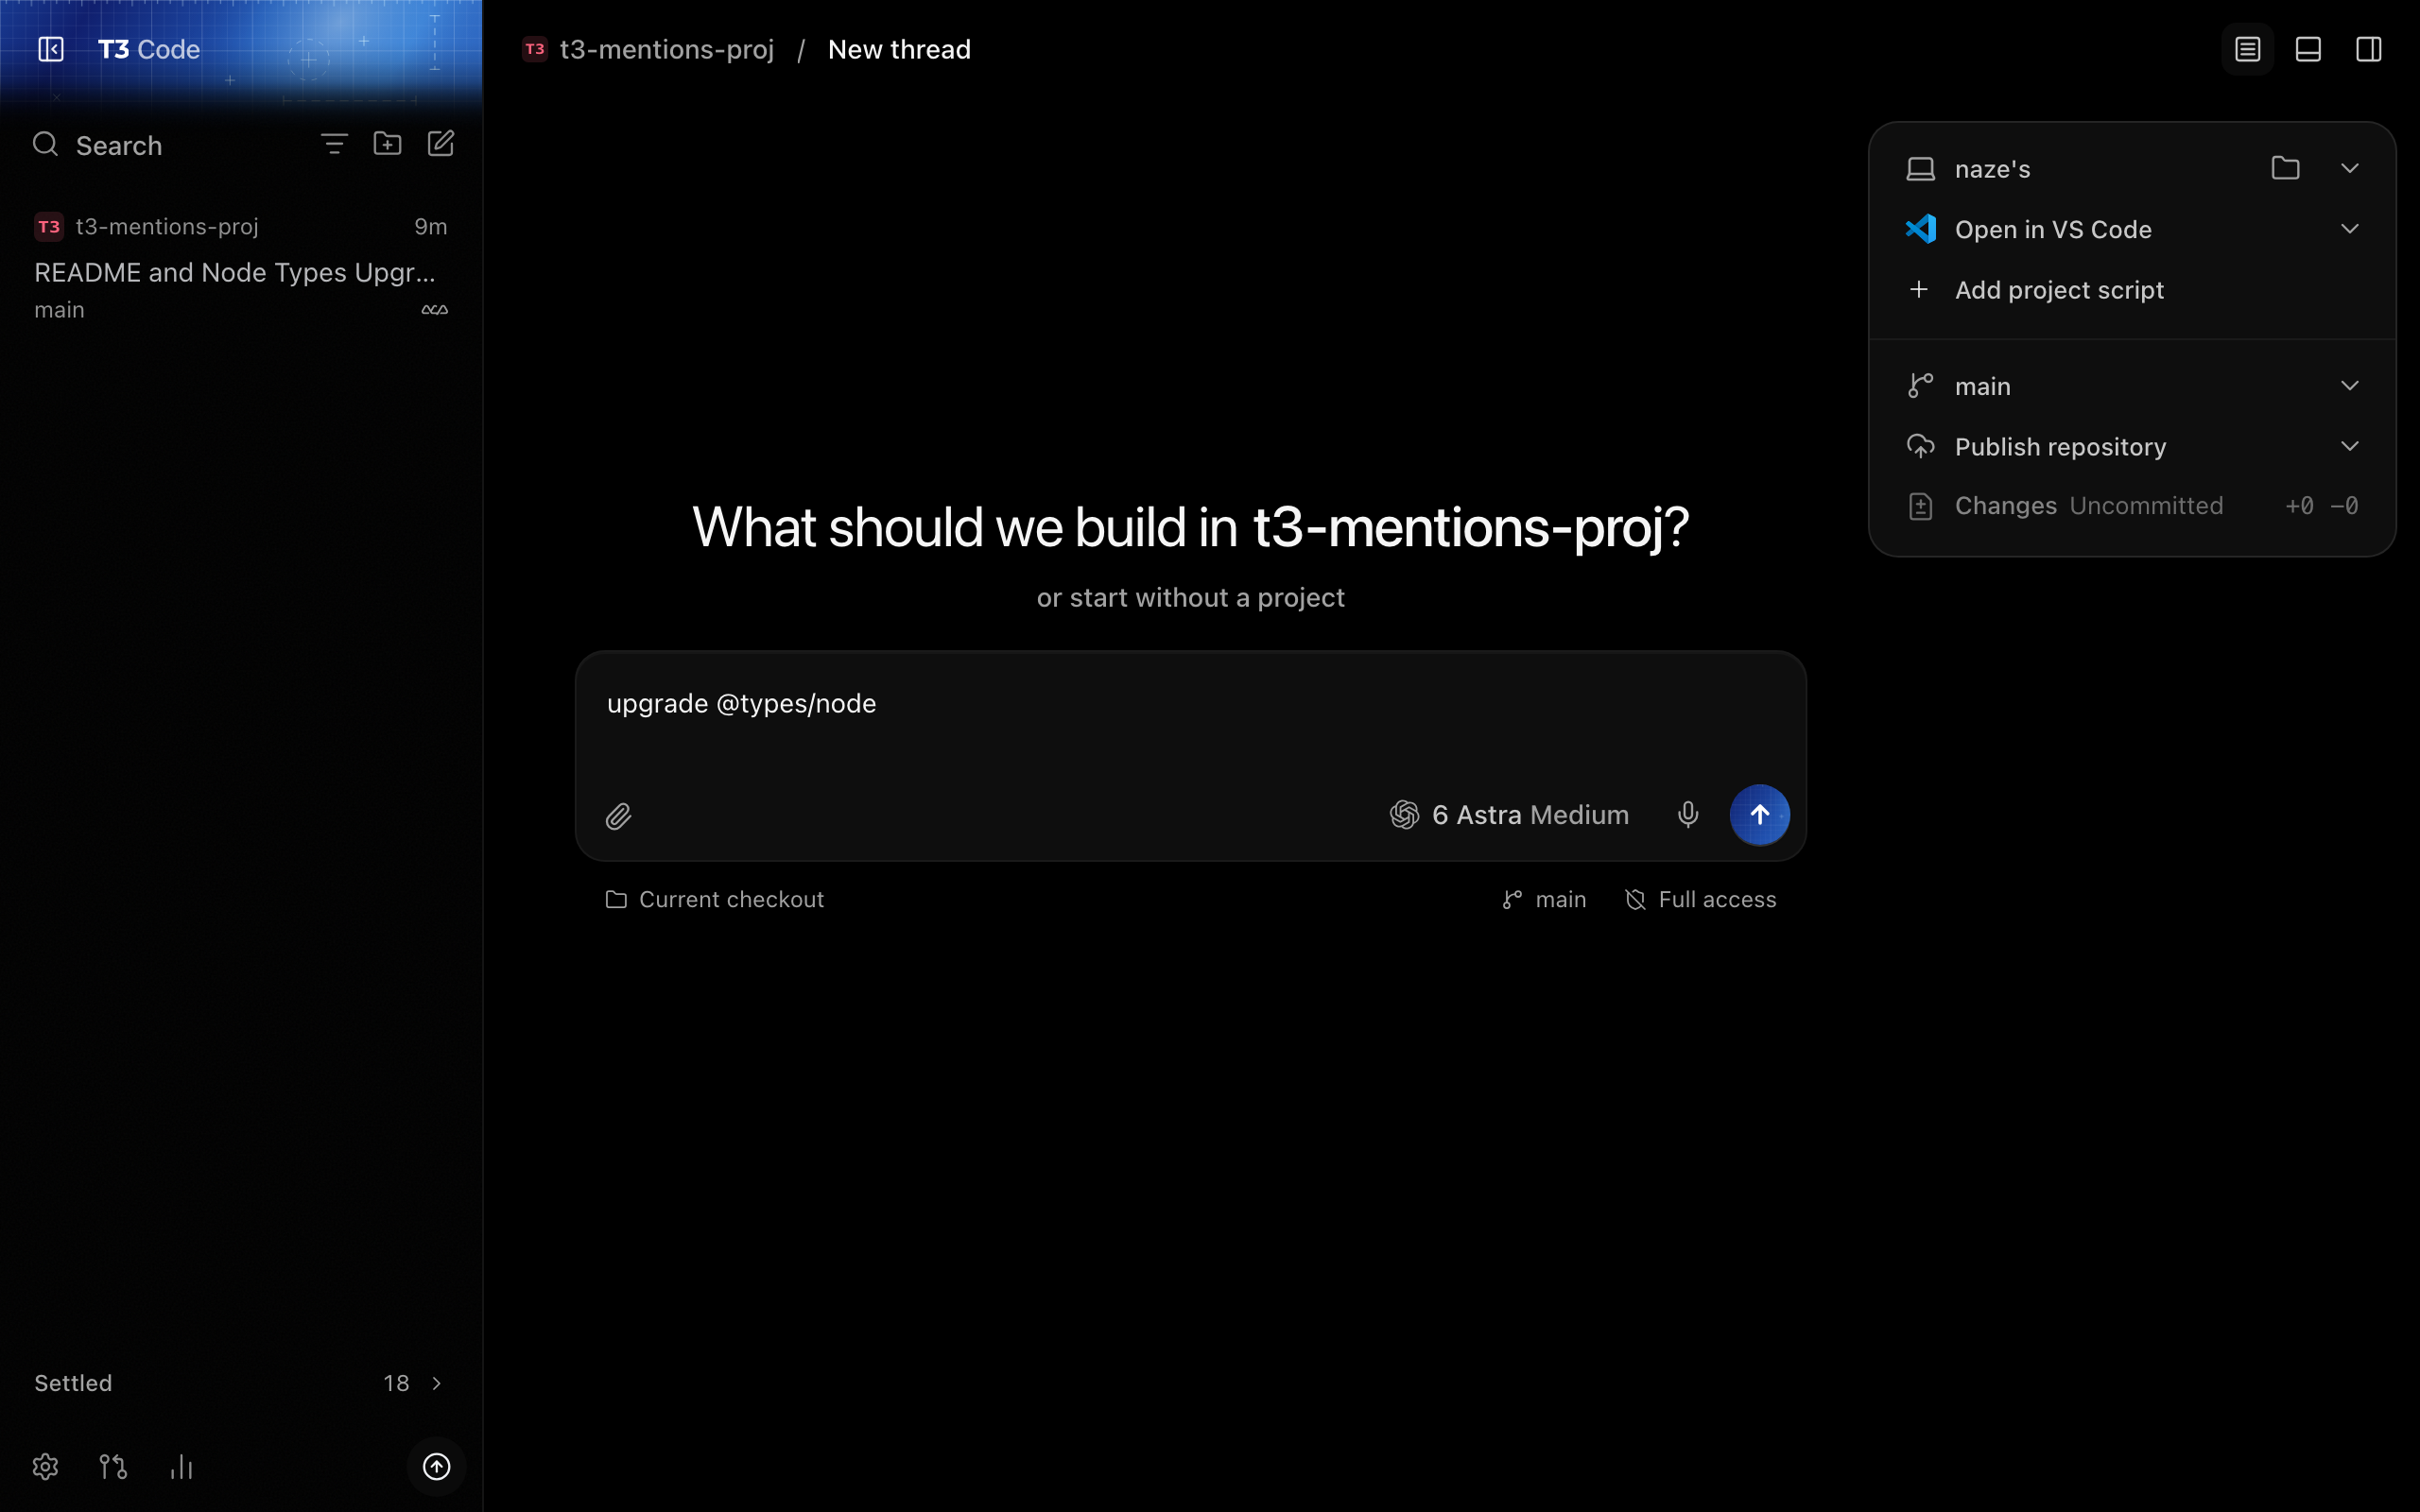 T3 Code
Search
T3 t3-mentions-proj 9m
README and Node Types Upgr...
main
Settled 18
T3 t3-mentions-proj / New thread
What should we build in t3-mentions-proj?
or start without a project
upgrade @types/node
6 Astra Medium
Current checkout main Full access
naze's
Open in VS Code
Add project script
main
Publish repository
Changes Uncommitted +0 −0